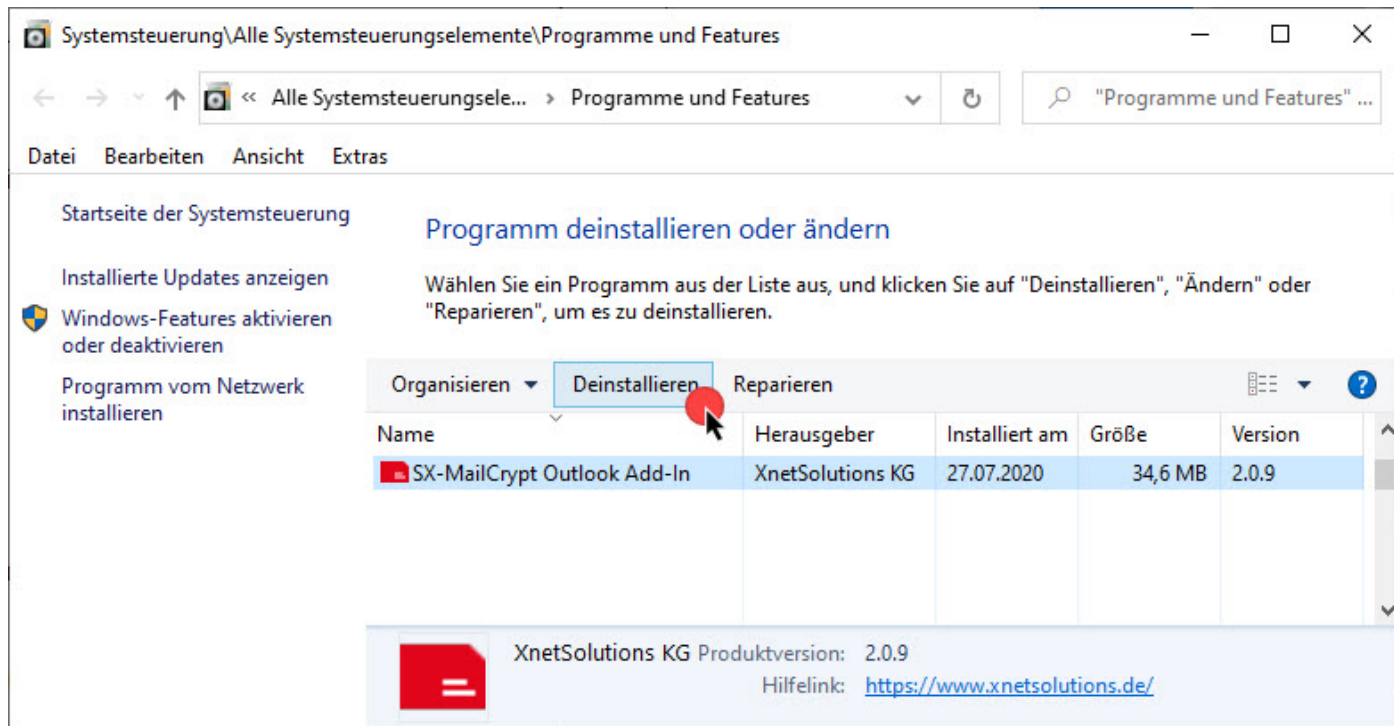 Systemsteuerung\Alle Systemsteuerungselemente\Programme und Features
« Alle Systemsteuerungsele... › Programme und Features
"Programme und Features" ...
Datei Bearbeiten Ansicht Extras
Startseite der Systemsteuerung
Installierte Updates anzeigen
Windows-Features aktivieren
oder deaktivieren
Programm vom Netzwerk
installieren
Programm deinstallieren oder ändern
Wählen Sie ein Programm aus der Liste aus, und klicken Sie auf "Deinstallieren", "Ändern" oder
"Reparieren", um es zu deinstallieren.
Organisieren Deinstallieren Reparieren ?
Name Herausgeber Installiert am Größe Version
SX-MailCrypt Outlook Add-In XnetSolutions KG 27.07.2020 34,6 MB 2.0.9
XnetSolutions KG Produktversion: 2.0.9
Hilfelink: https://www.xnetsolutions.de/